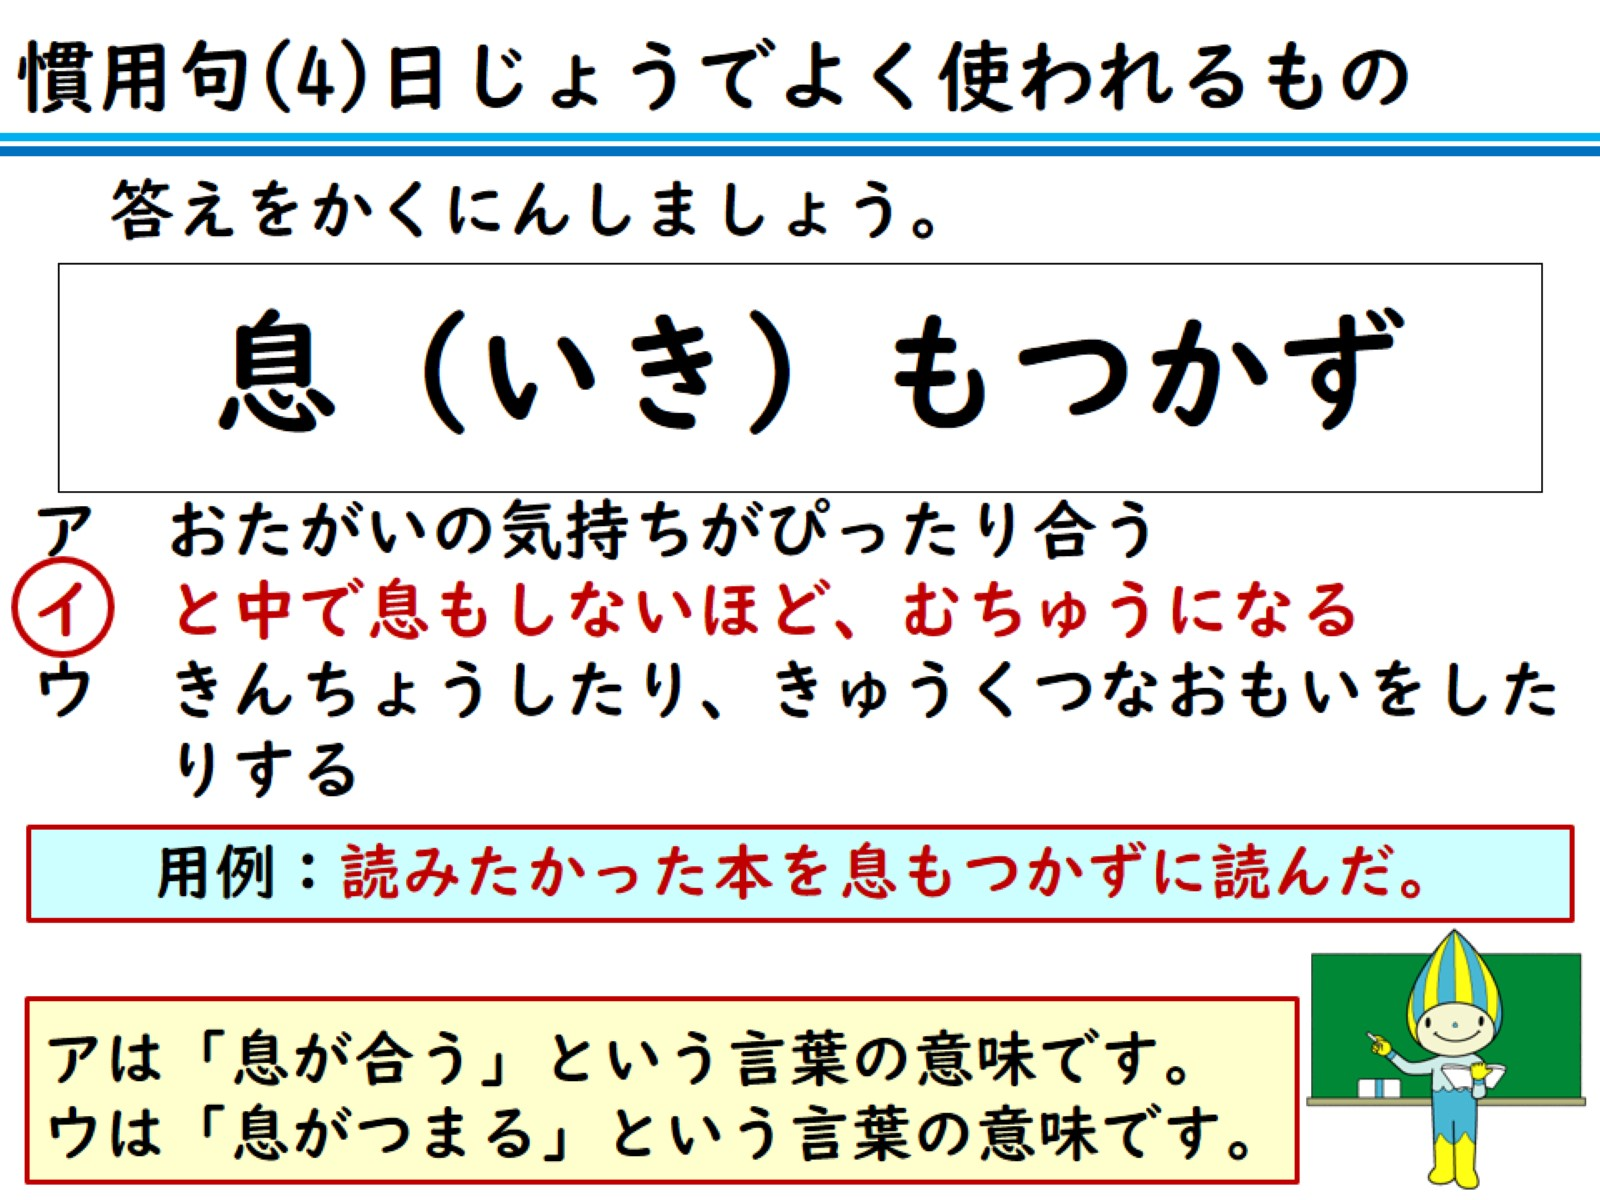 慣用句(4)日じょうでよく使われるもの
答えをかくにんしましょう。
息（いき）もつかず
ア　おたがいの気持ちがぴったり合う
イ　と中で息もしないほど、むちゅうになる
ウ　きんちょうしたり、きゅうくつなおもいをした
りする
用例：読みたかった本を息もつかずに読んだ。
アは「息が合う」という言葉の意味です。
ウは「息がつまる」という言葉の意味です。